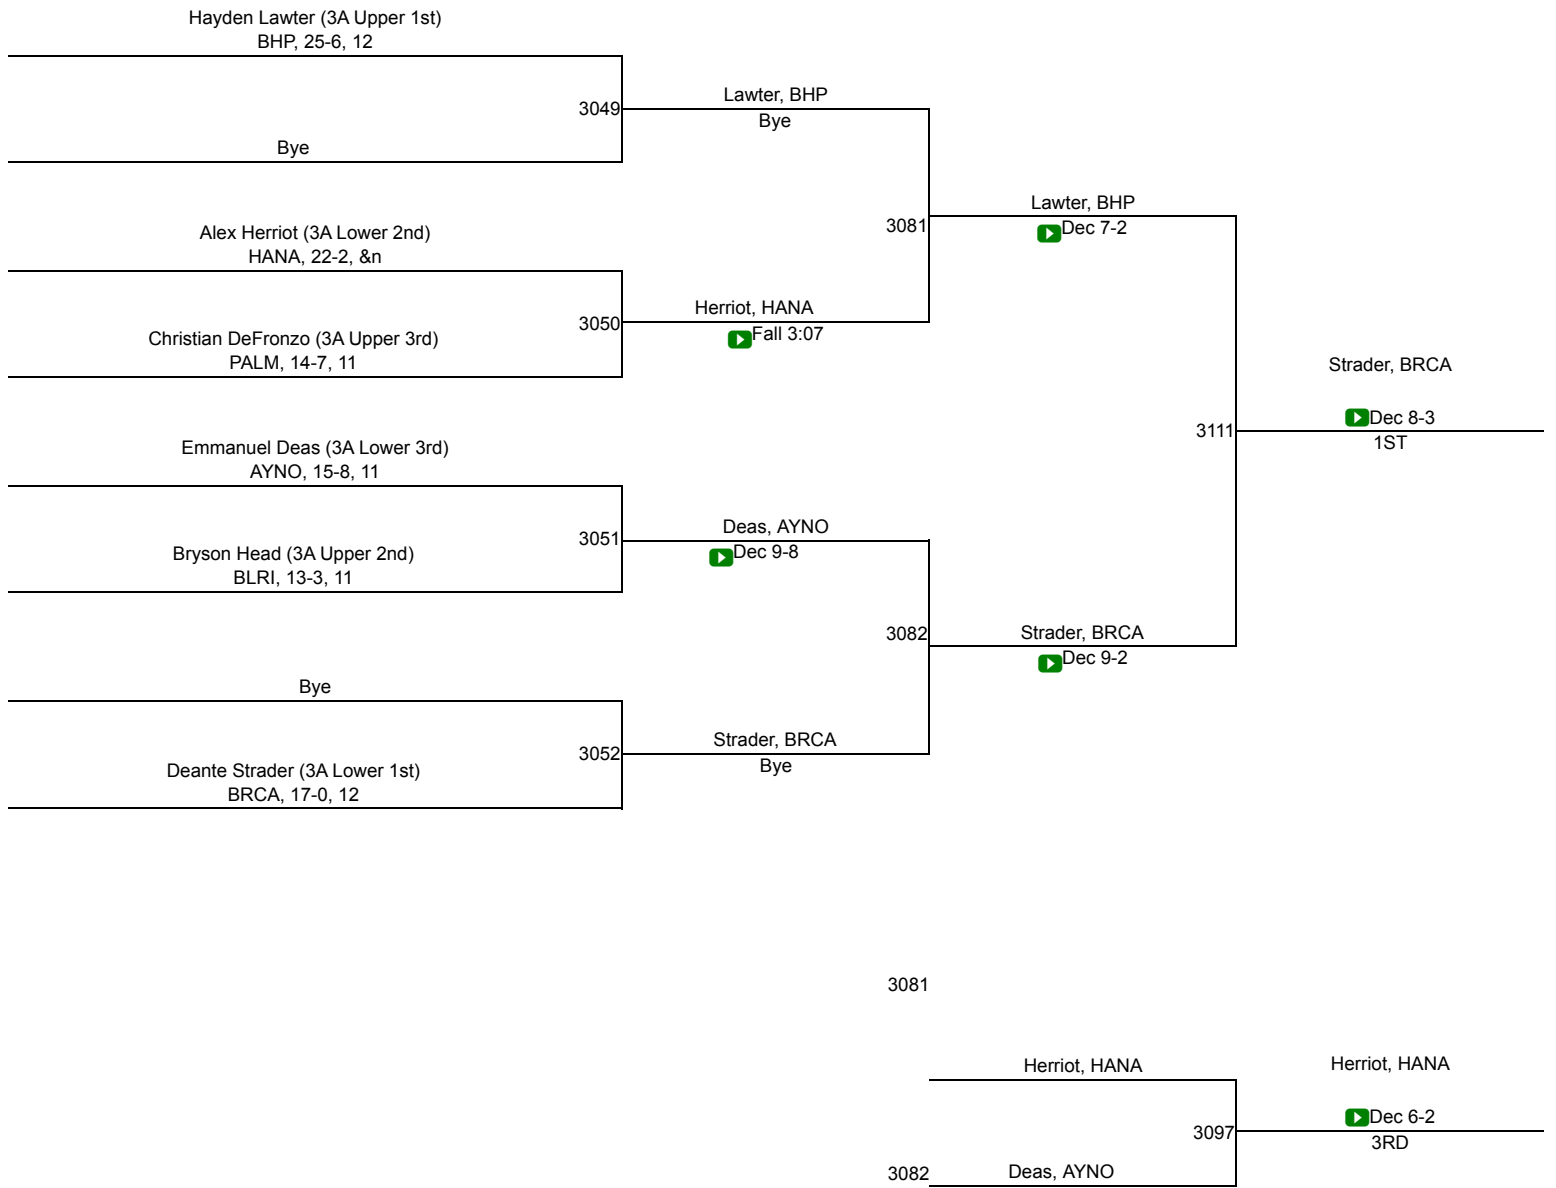 Hayden Lawter (3A Upper 1st)
BHP, 25-6, 12
3049
Bye
Lawter, BHP
Bye
Alex Herriot (3A Lower 2nd)
HANA, 22-2, &n
3050
Christian DeFronzo (3A Upper 3rd)
PALM, 14-7, 11
Herriot, HANA
Fall 3:07
3081
Lawter, BHP
Dec 7-2
Emmanuel Deas (3A Lower 3rd)
AYNO, 15-8, 11
3051
Bryson Head (3A Upper 2nd)
BLRI, 13-3, 11
Deas, AYNO
Dec 9-8
Bye
3052
Deante Strader (3A Lower 1st)
BRCA, 17-0, 12
Strader, BRCA
Bye
3082
Strader, BRCA
Dec 9-2
3111
Strader, BRCA
Dec 8-3
1ST
3081
Herriot, HANA
3082
Deas, AYNO
3097
Herriot, HANA
Dec 6-2
3RD